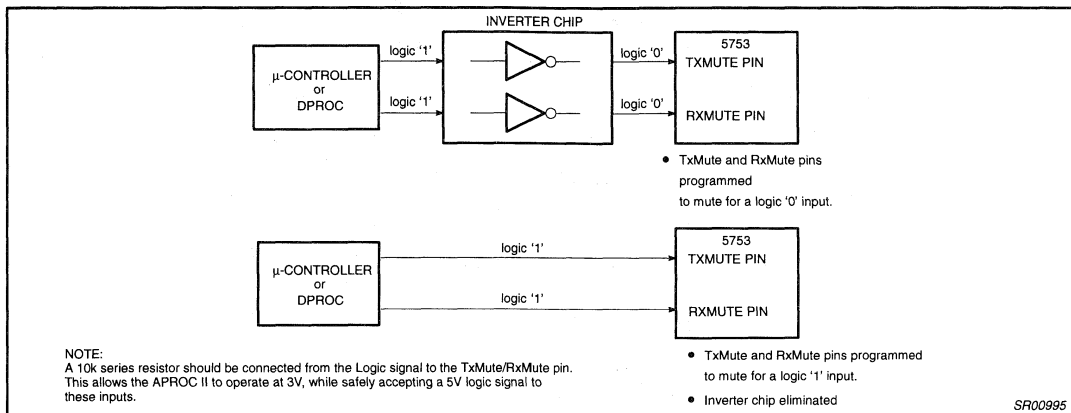 INVERTER CHIP
μ-CONTROLLER
or
DPROC
logic '1'
logic '1'
logic '0'
logic '0'
5753
TXMUTE PIN
RXMUTE PIN
● TxMute and RxMute pins
programmed
to mute for a logic '0' input.
μ-CONTROLLER
or
DPROC
logic '1'
logic '1'
5753
TXMUTE PIN
RXMUTE PIN
● TxMute and RxMute pins programmed
to mute for a logic '1' input.
● Inverter chip eliminated
NOTE:
A 10k series resistor should be connected from the Logic signal to the TxMute/RxMute pin.
This allows the APROC II to operate at 3V, while safely accepting a 5V logic signal to
these inputs.
SR00995